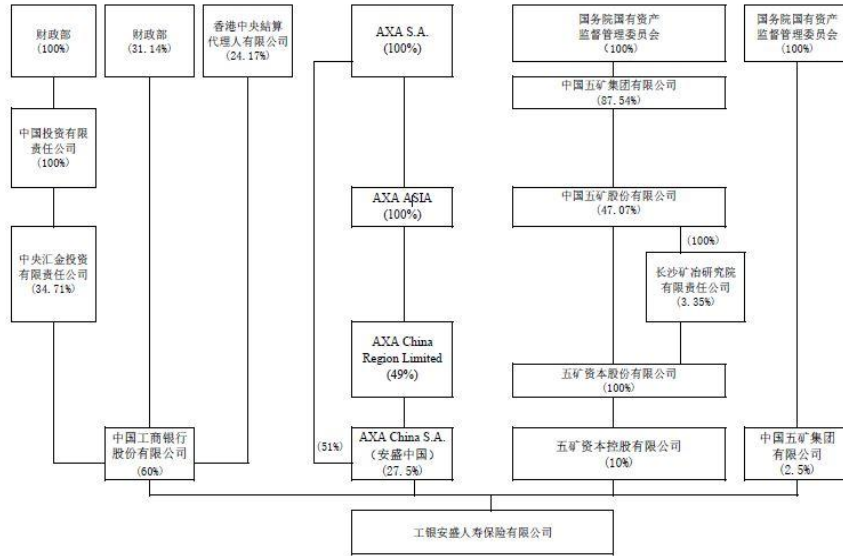 财政部
(100%)
财政部
(31.14%)
香港中央結算
代理人有限公司
(24.17%)
AXA S.A.
(100%)
国务院国有资产
监督管理委员会
(100%)
国务院国有资产
监督管理委员会
(100%)
中国五矿集团有限公司
(87.54%)
中国投资有限
责任公司
(100%)
AXA ASIA
(100%)
中国五矿股份有限公司
(47.07%)
(100%)
中央汇金投资
有限责任公司
(34.71%)
长沙矿冶研究院
有限责任公司
(3.35%)
AXA China
Region Limited
(49%)
五矿资本股份有限公司
(100%)
中国工商银行
股份有限公司
(60%)
(51%)
AXA China S.A.
（安盛中国）
(27.5%)
五矿资本控股有限公司
(10%)
中国五矿集团
有限公司
(2.5%)
工银安盛人寿保险有限公司